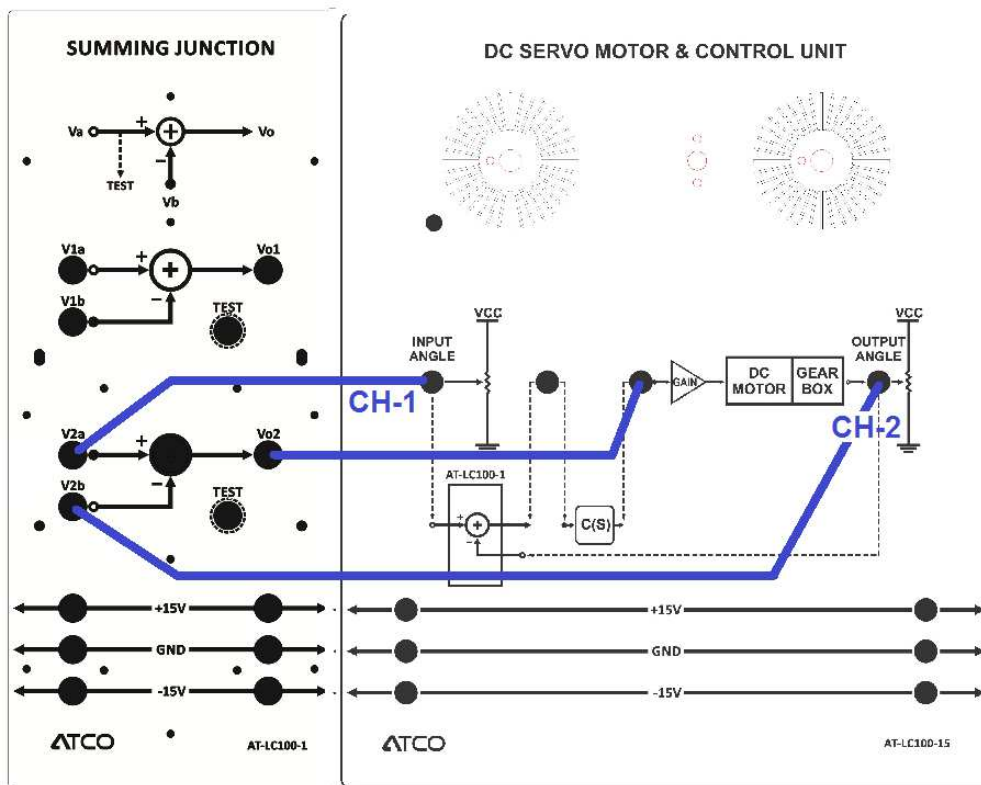 SUMMING JUNCTION
Va
+
+
Vo
−
TEST
Vb
V1a
+
+
Vo1
V1b
−
TEST
V2a
+
Vo2
V2b
−
TEST
+15V
GND
-15V
ATCO
AT-LC100-1
DC SERVO MOTOR & CONTROL UNIT
VCC
VCC
INPUT
ANGLE
OUTPUT
ANGLE
GAIN
DC
MOTOR
GEAR
BOX
CH-1
CH-2
AT-LC100-1
+
+
−
C(S)
+15V
GND
-15V
ATCO
AT-LC100-15